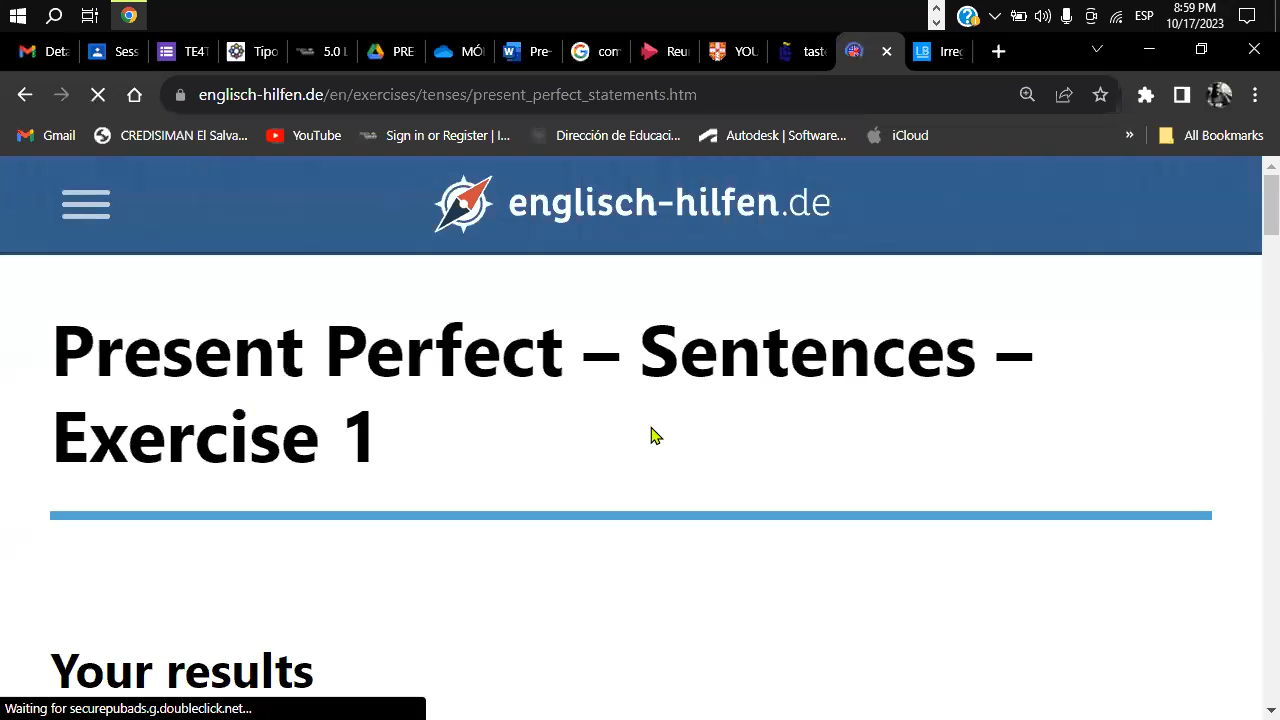 8:59 PM
ESP
10/17/2023
Deta
Sess
TE4T
Tipo
5.0 L
PRE
MÓ
Pre-
con
Reu
YOU
taste
Irreg
englisch-hilfen.de/en/exercises/tenses/present_perfect_statements.htm
Gmail
CREDISIMAN El Salva...
YouTube
Sign in or Register | I...
Dirección de Educaci...
Autodesk | Software...
iCloud
»
All Bookmarks
englisch-hilfen.de
Present Perfect – Sentences –
Exercise 1
Your results
Waiting for securepubads.g.doubleclick.net...